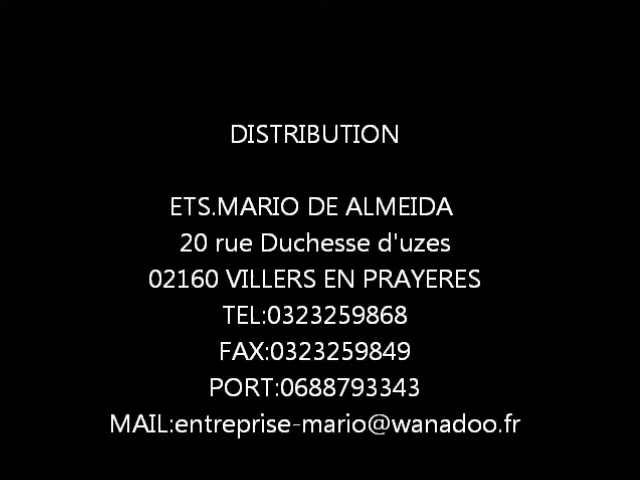 DISTRIBUTION
ETS.MARIO DE ALMEIDA
20 rue Duchesse d'uzes
02160 VILLERS EN PRAYERES
TEL:0323259868
FAX:0323259849
PORT:0688793343
MAIL:entreprise-mario@wanadoo.fr